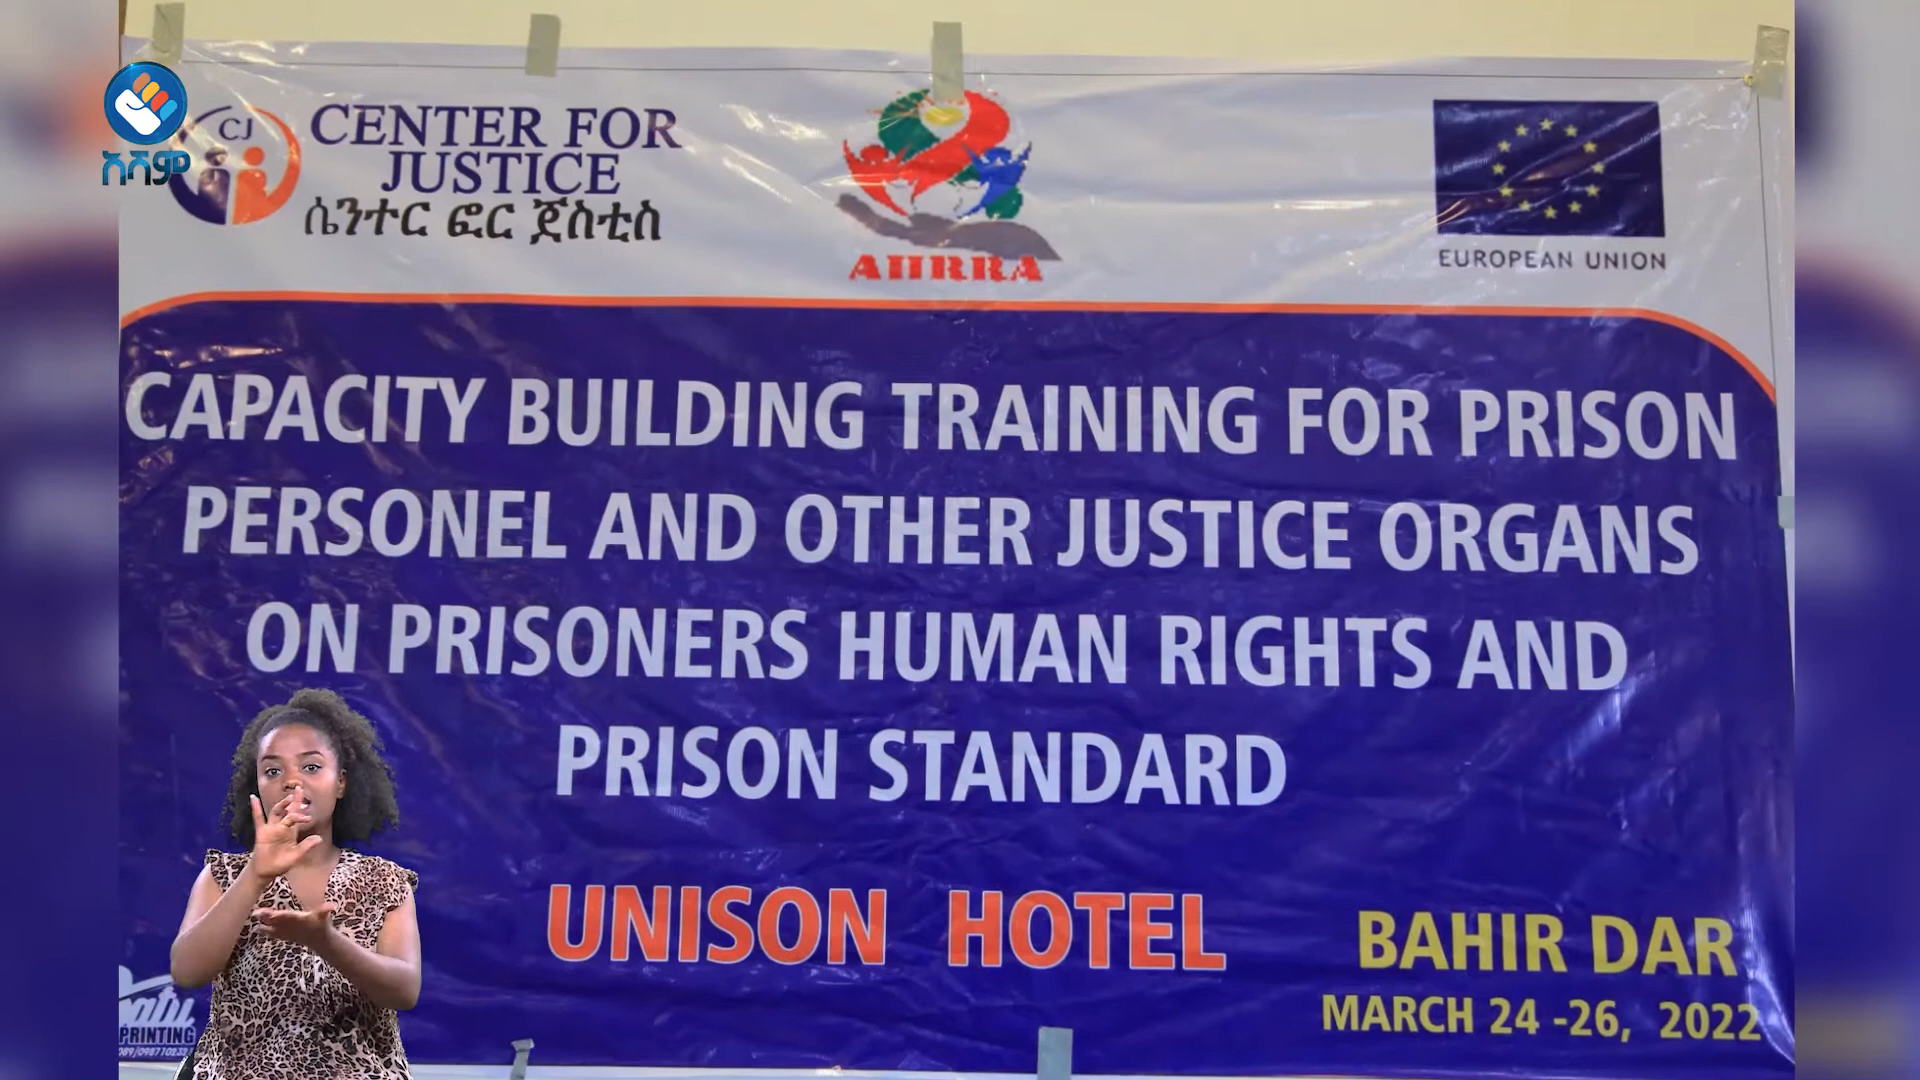 አሻም
CJ
CENTER FOR
JUSTICE
ሴንተር ፎር ጀስቲስ
AHRRA
EUROPEAN UNION
CAPACITY BUILDING TRAINING FOR PRISON
PERSONEL AND OTHER JUSTICE ORGANS
ON PRISONERS HUMAN RIGHTS AND
PRISON STANDARD
UNISON HOTEL
BAHIR DAR
MARCH 24 -26, 2022
PRINTING